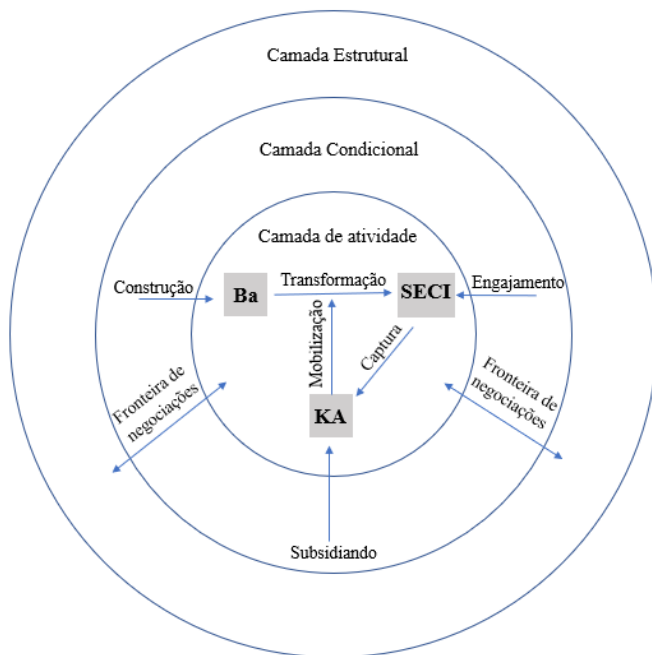 Camada Estrutural
Camada Condicional
Camada de atividade
Construção
Ba
Transformação
SECI
Engajamento
Mobilização
Captura
Fronteira de
negociações
Fronteira de
negociações
KA
Subsidiando